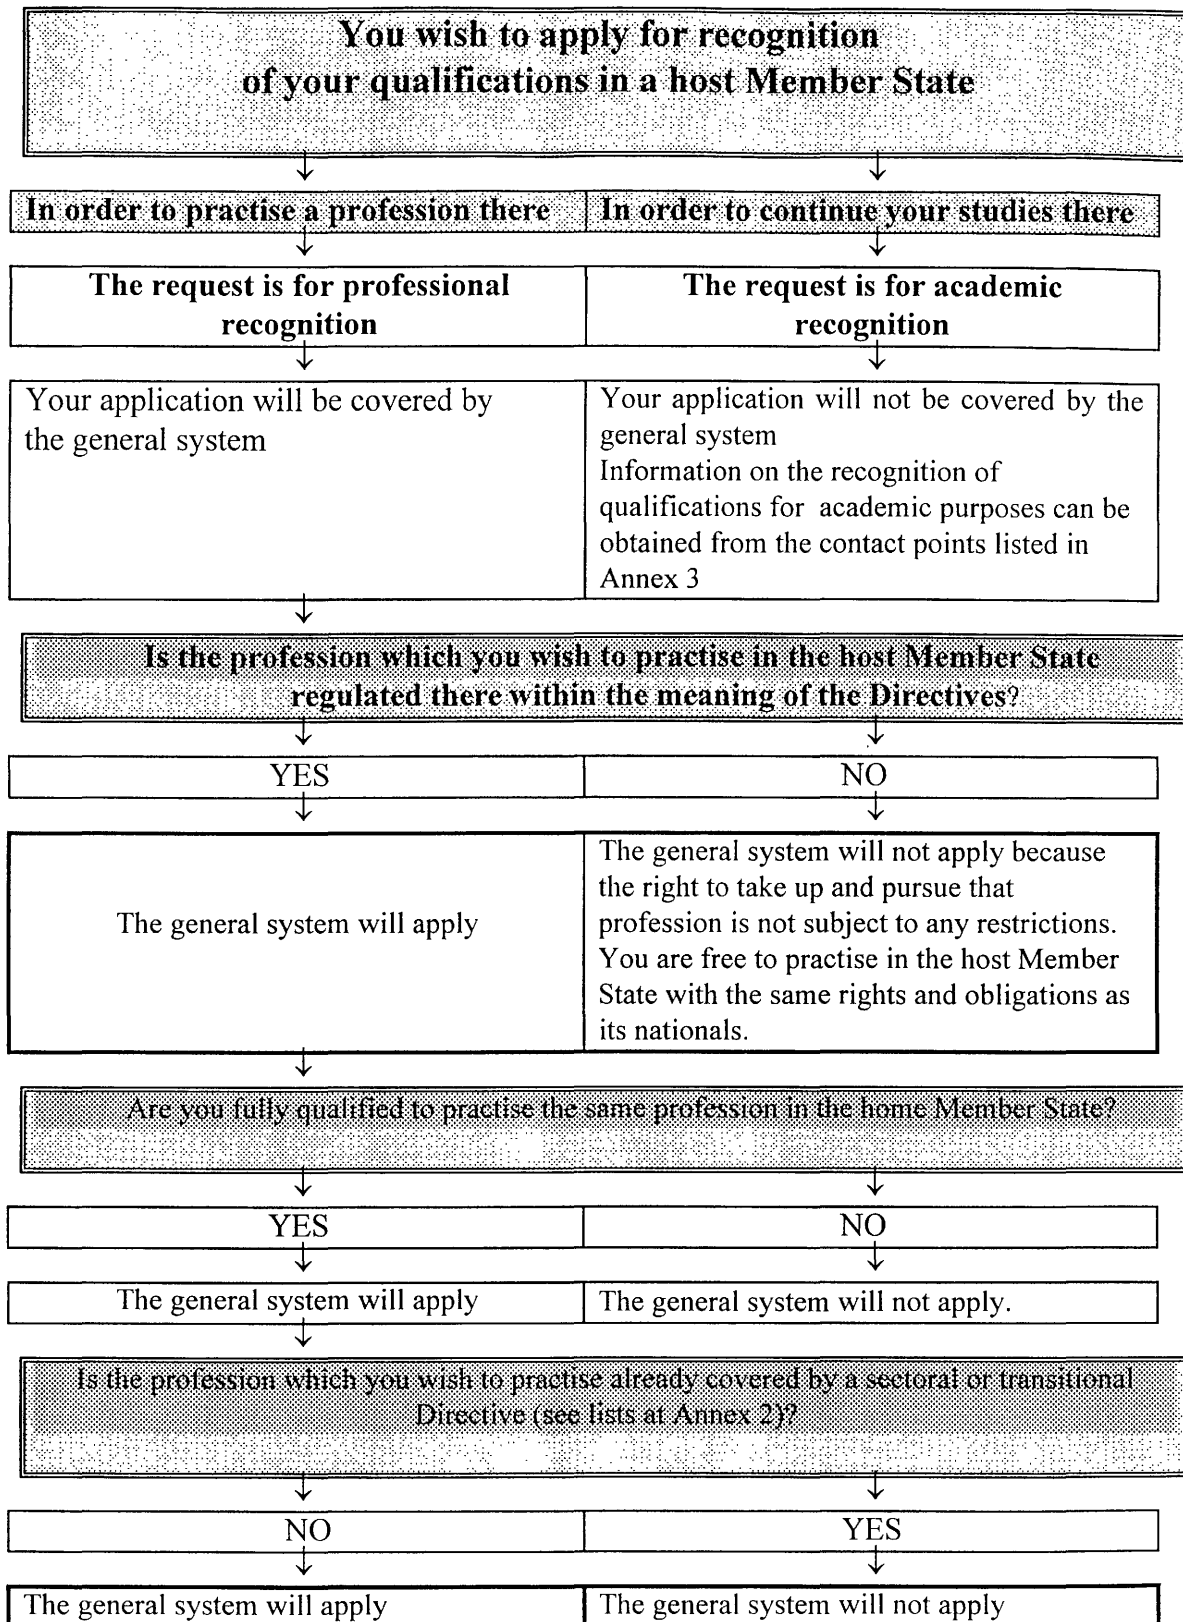 You wish to apply for recognition
of your qualifications in a host Member State
In order to practise a profession there
In order to continue your studies there
The request is for professional
recognition
The request is for academic
recognition
Your application will be covered by
the general system
Your application will not be covered by the
general system
Information on the recognition of
qualifications for academic purposes can be
obtained from the contact points listed in
Annex 3
Is the profession which you wish to practise in the host Member State
regulated there within the meaning of the Directives?
YES
NO
The general system will apply
The general system will not apply because
the right to take up and pursue that
profession is not subject to any restrictions.
You are free to practise in the host Member
State with the same rights and obligations as
its nationals.
Are you fully qualified to practise the same profession in the home Member State?
YES
NO
The general system will apply
The general system will not apply.
Is the profession which you wish to practise already covered by a sectoral or transitional
Directive (see lists at Annex 2)?
NO
YES
The general system will apply
The general system will not apply